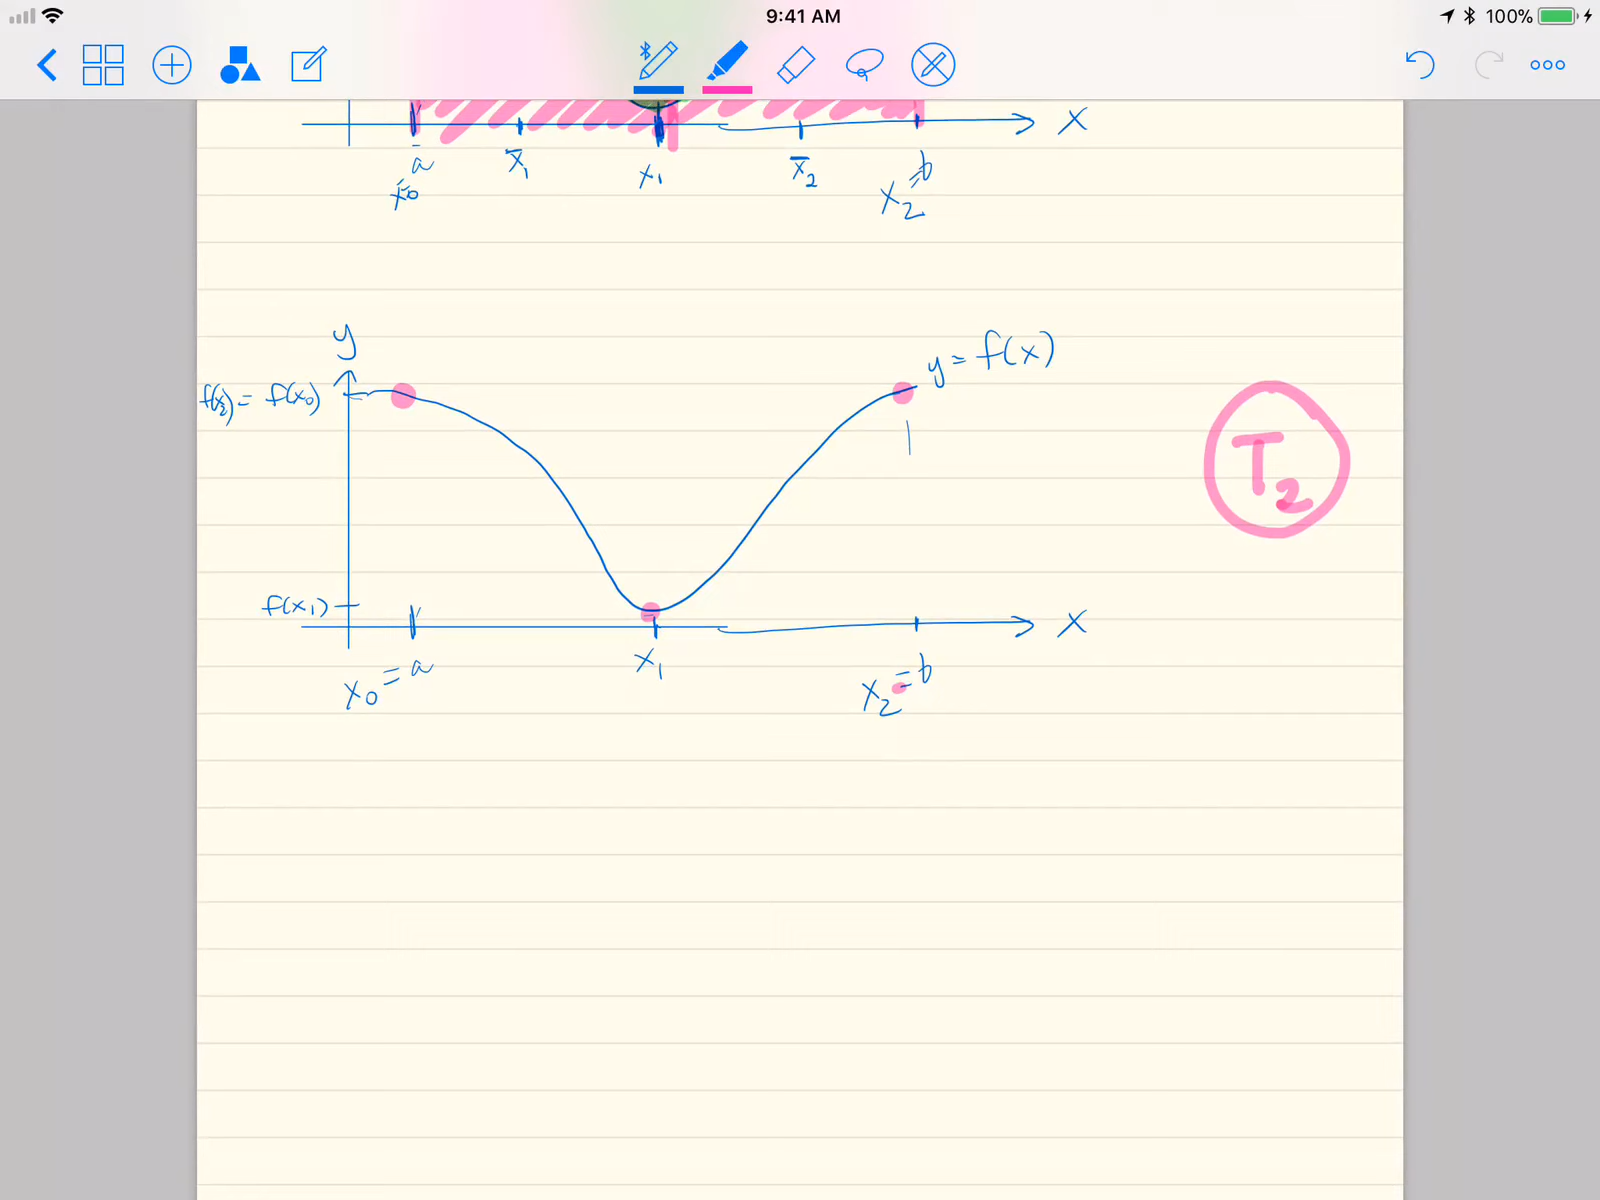 9:41 AM
100%
x
a
x̄₁
x₁
x̄₂
=b
x₀
x₂
y
y = f(x)
f(x₂) = f(x₀)
T₂
f(x₁)
x
x₀ = a
x₁
x₂ = b